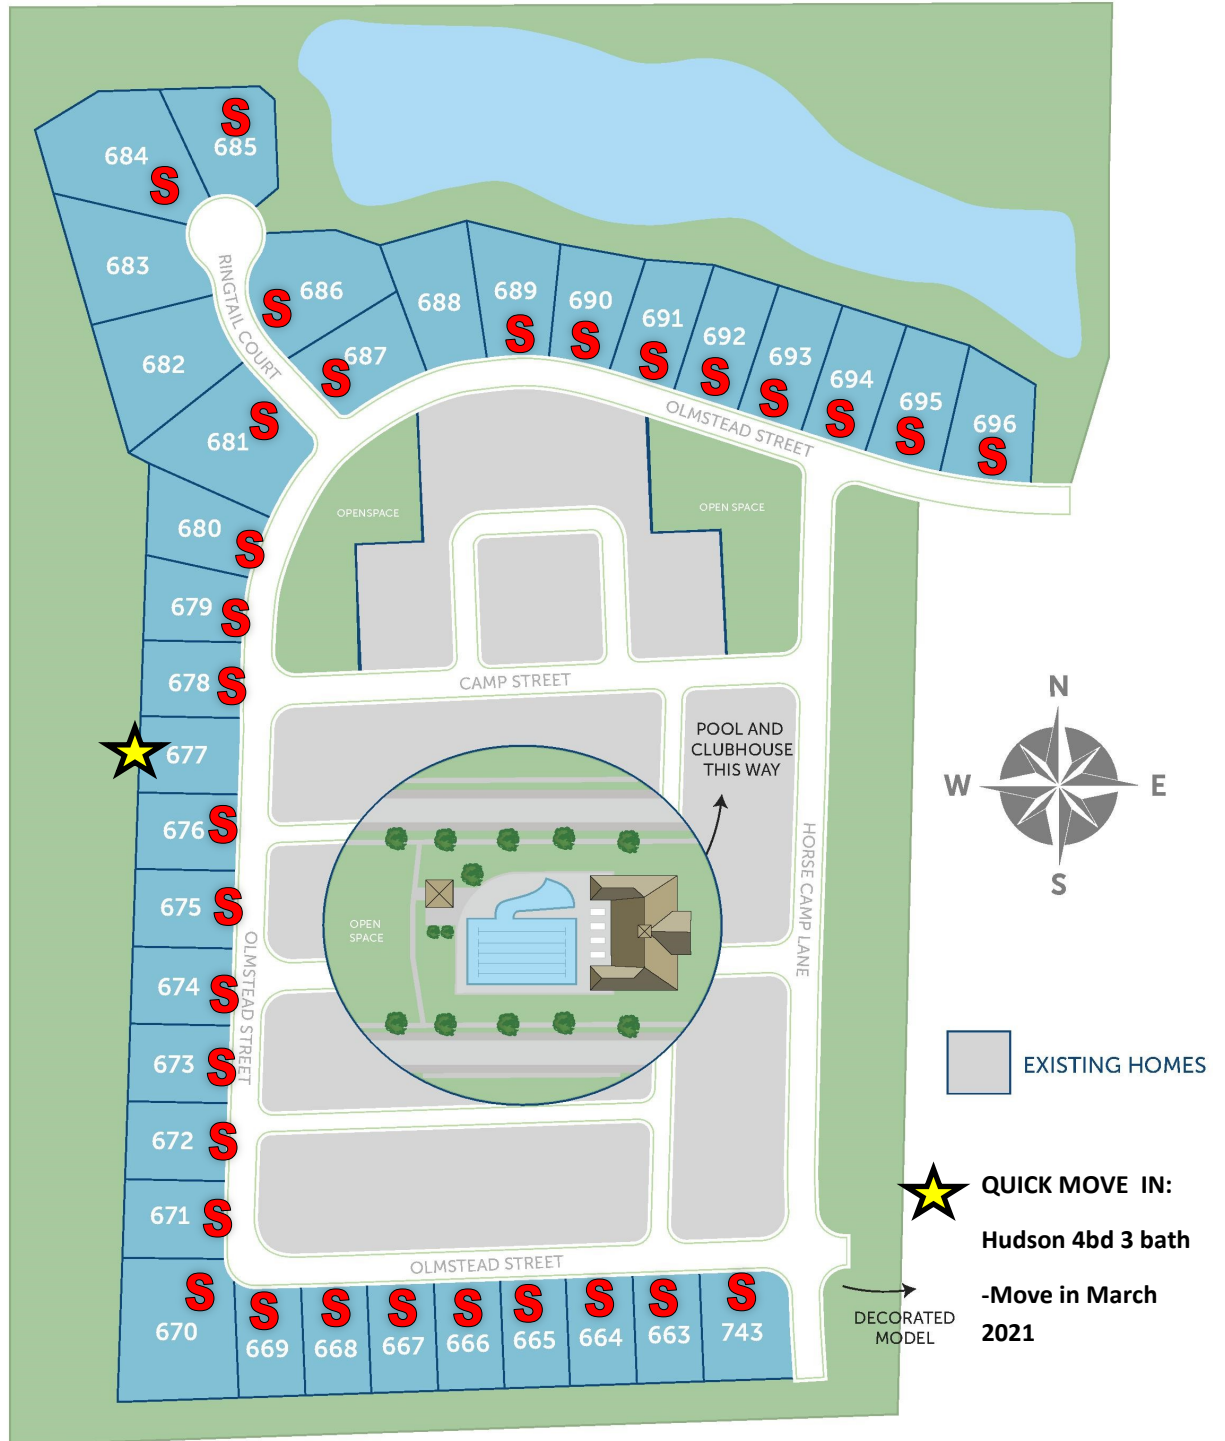 S
685
684
S
683
RINGTAIL COURT
686
S
682
687
S
688
689
S
690
S
691
S
692
S
693
S
694
S
695
S
696
S
681
S
OLMSTEAD STREET
OPENSPACE
OPEN SPACE
680
S
679
S
678
S
677
676
S
675
S
674
S
673
S
672
S
671
S
OLMSTEAD STREET
CAMP STREET
POOL AND
CLUBHOUSE
THIS WAY
OPEN
SPACE
HORSE CAMP LANE
N
W
E
S
EXISTING HOMES
QUICK MOVE IN:
Hudson 4bd 3 bath
-Move in March
2021
DECORATED
MODEL
OLMSTEAD STREET
S
670
S
669
S
668
S
667
S
666
S
665
S
664
S
663
S
743